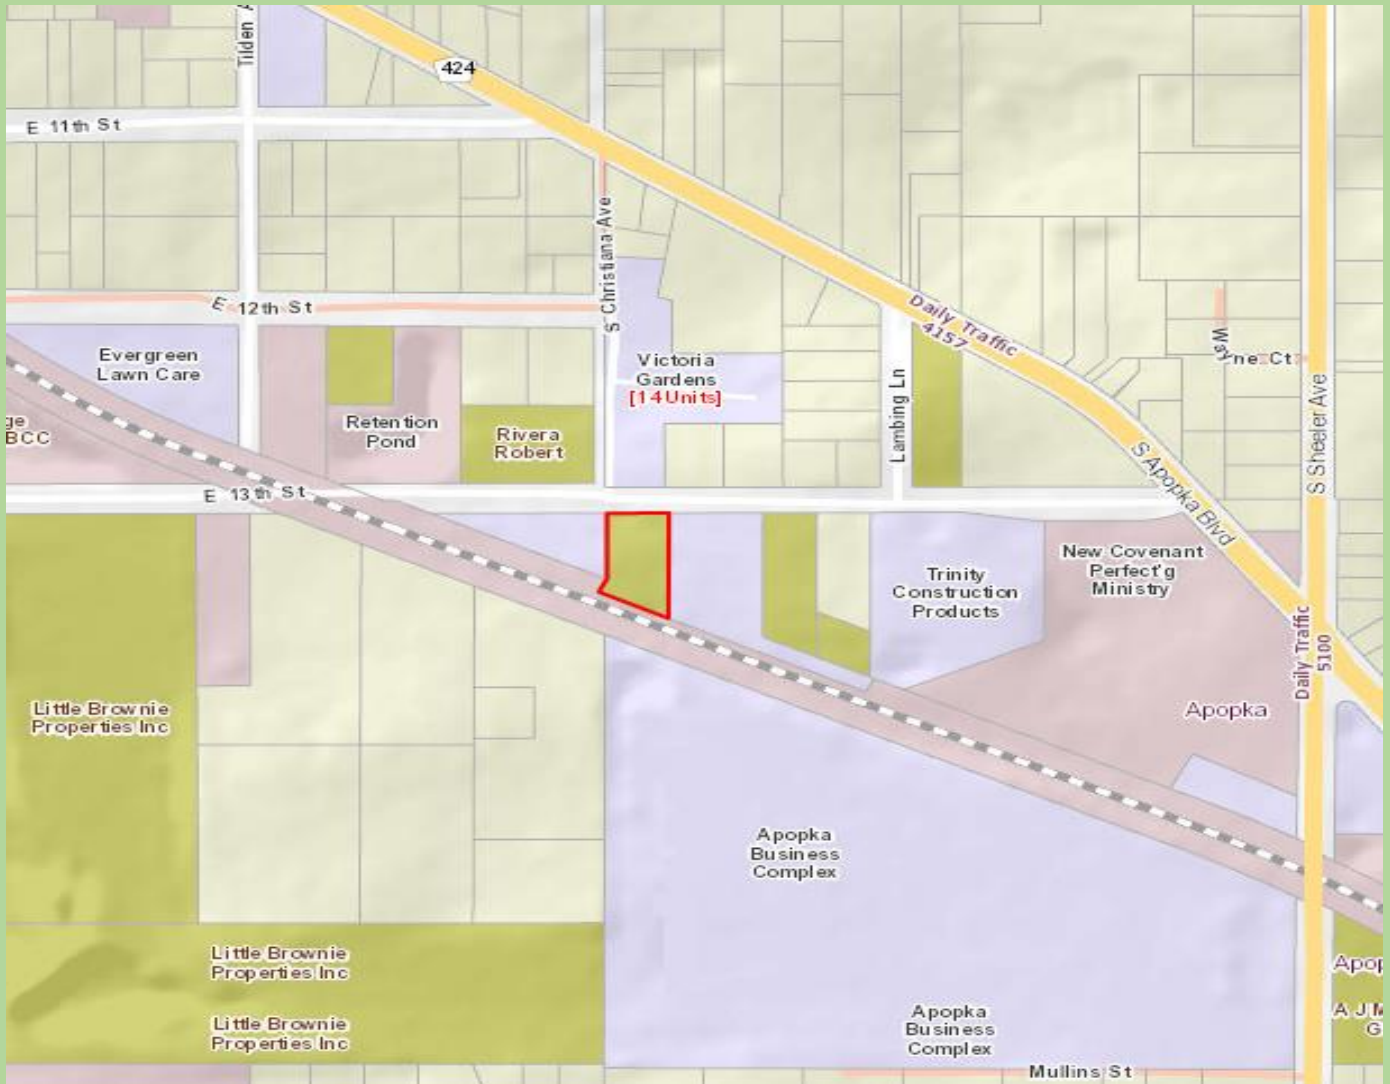 Tilden A
424
E 11th St
S Christiana Ave
E 12th St
Daily Traffic
4157
Wayne Ct
Evergreen
Lawn Care
Victoria
Gardens
[14 Units]
Lambing Ln
S Sheeler Ave
ge
BCC
Retention
Pond
Rivera
Robert
S Apopka Blvd
E 13th St
New Covenant
Perfect'g
Ministry
Trinity
Construction
Products
Daily Traffic
5100
Little Brownie
Properties Inc
Apopka
Apopka
Business
Complex
Little Brownie
Properties Inc
Apop
Little Brownie
Properties Inc
Apopka
Business
Complex
A J M
G
Mullins St